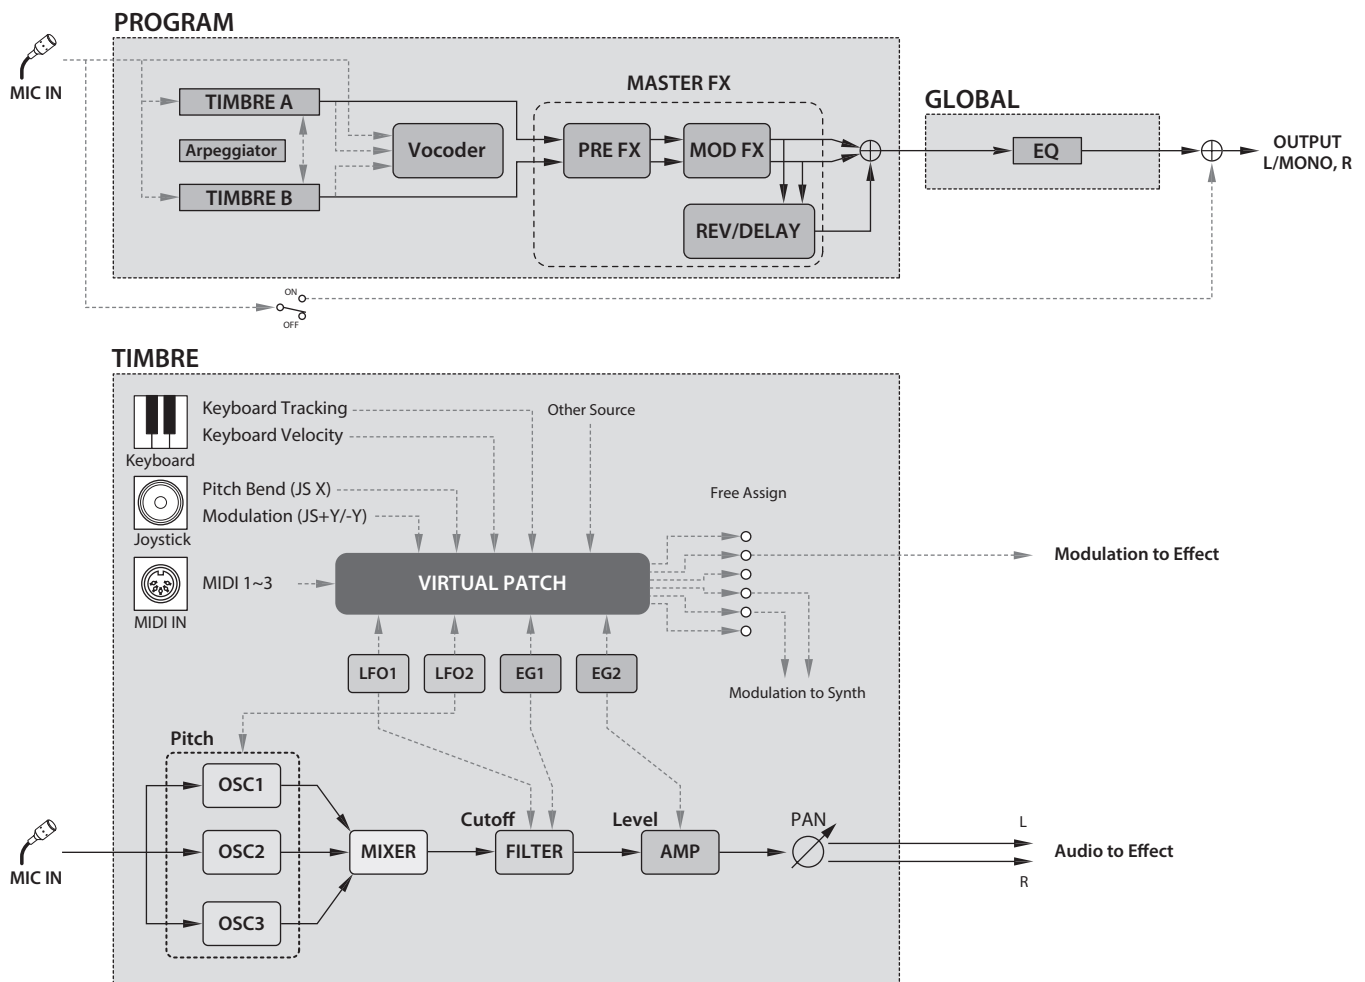 PROGRAM
MIC IN
TIMBRE A
Arpeggiator
TIMBRE B
Vocoder
MASTER FX
PRE FX
MOD FX
REV/DELAY
GLOBAL
EQ
OUTPUT
L/MONO, R
ON
OFF
TIMBRE
Keyboard
Keyboard Tracking
Keyboard Velocity
Other Source
Joystick
Pitch Bend (JS X)
Modulation (JS+Y/-Y)
Free Assign
MIDI IN
MIDI 1~3
VIRTUAL PATCH
Modulation to Effect
LFO1
LFO2
EG1
EG2
Modulation to Synth
Pitch
OSC1
OSC2
OSC3
MIC IN
MIXER
Cutoff
FILTER
Level
AMP
PAN
L
R
Audio to Effect